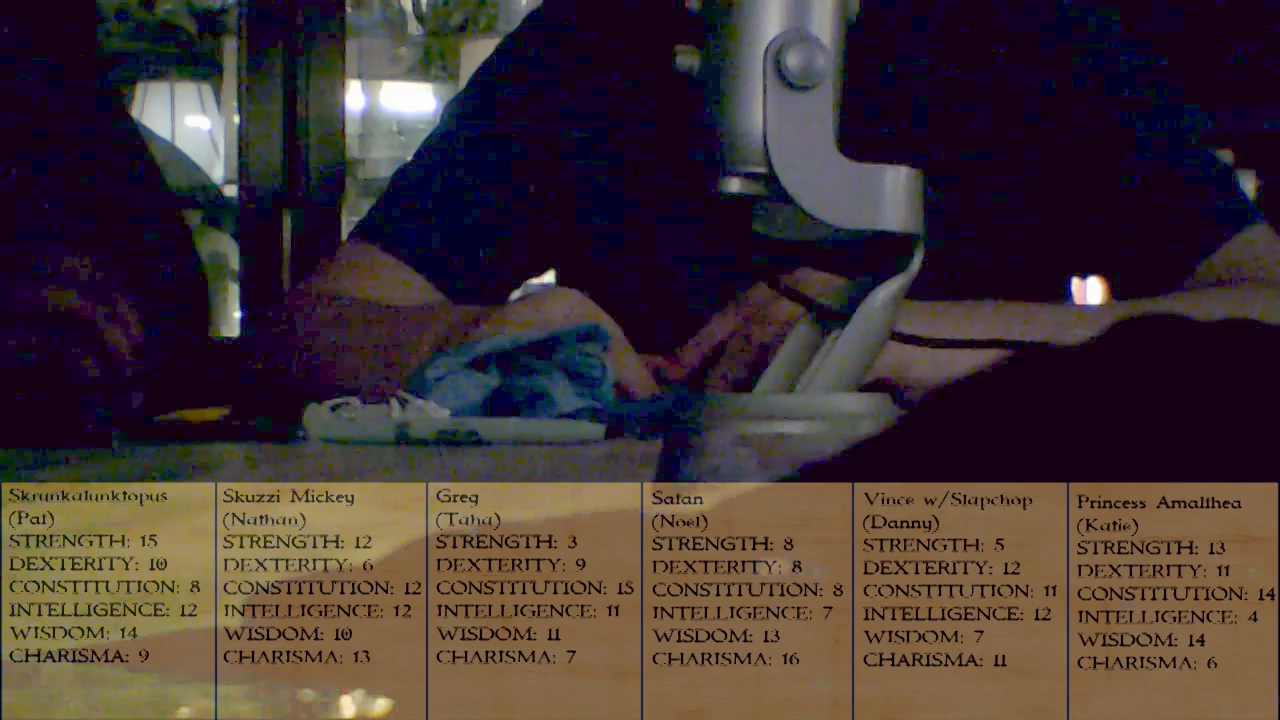 Skrunkalunktopus
(Pat)
STRENGTH: 15
DEXTERITY: 10
CONSTITUTION: 8
INTELLIGENCE: 12
WISDOM: 14
CHARISMA: 9
Skuzzi Mickey
(Nathan)
STRENGTH: 12
DEXTERITY: 6
CONSTITUTION: 12
INTELLIGENCE: 12
WISDOM: 10
CHARISMA: 13
Greg
(Taha)
STRENGTH: 3
DEXTERITY: 9
CONSTITUTION: 15
INTELLIGENCE: 11
WISDOM: 11
CHARISMA: 7
Satan
(Noel)
STRENGTH: 8
DEXTERITY: 8
CONSTITUTION: 8
INTELLIGENCE: 7
WISDOM: 13
CHARISMA: 16
Vince w/Slapchop
(Danny)
STRENGTH: 5
DEXTERITY: 12
CONSTITUTION: 11
INTELLIGENCE: 12
WISDOM: 7
CHARISMA: 11
Princess Amalthea
(Katie)
STRENGTH: 13
DEXTERITY: 11
CONSTITUTION: 14
INTELLIGENCE: 4
WISDOM: 14
CHARISMA: 6